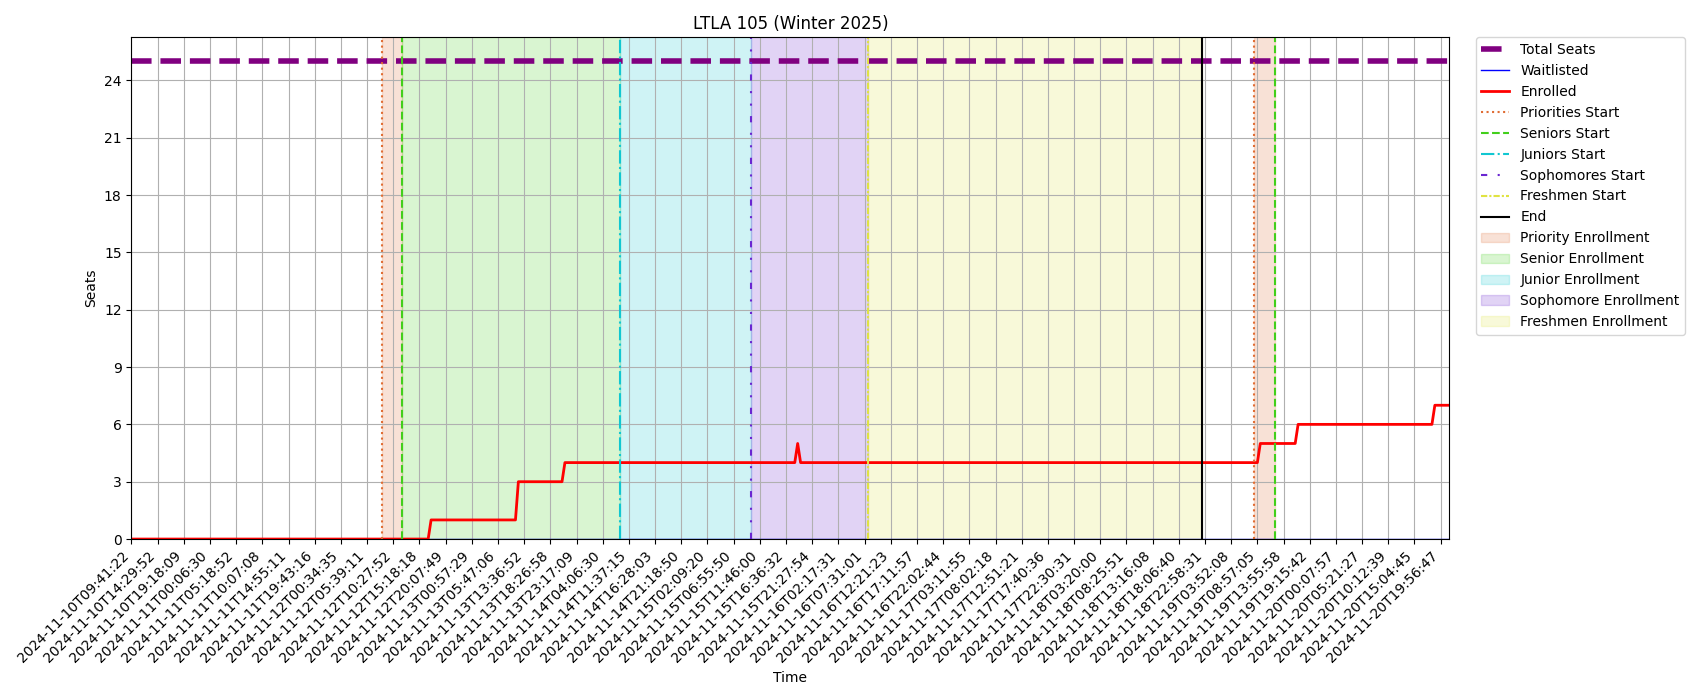 LTLA 105 (Winter 2025)
Seats
24
21
18
15
12
9
6
3
0
2024-11-10T09:41:22
2024-11-10T14:29:52
2024-11-10T19:18:09
2024-11-11T00:06:30
2024-11-11T05:18:52
2024-11-11T10:07:08
2024-11-11T14:55:11
2024-11-11T19:43:16
2024-11-12T00:34:35
2024-11-12T05:39:11
2024-11-12T10:27:52
2024-11-12T15:18:18
2024-11-12T20:07:49
2024-11-13T00:57:29
2024-11-13T05:47:06
2024-11-13T13:36:52
2024-11-13T18:26:58
2024-11-13T23:17:09
2024-11-14T04:06:30
2024-11-14T11:37:15
2024-11-14T16:28:03
2024-11-14T21:18:50
2024-11-15T02:09:20
2024-11-15T06:55:50
2024-11-15T11:46:00
2024-11-15T16:36:32
2024-11-15T21:27:54
2024-11-16T02:17:31
2024-11-16T07:31:01
2024-11-16T12:21:23
2024-11-16T17:11:57
2024-11-16T22:02:44
2024-11-17T03:11:55
2024-11-17T08:02:18
2024-11-17T12:51:21
2024-11-17T17:40:36
2024-11-17T22:30:31
2024-11-18T03:20:00
2024-11-18T08:25:51
2024-11-18T13:16:08
2024-11-18T18:06:40
2024-11-18T22:58:31
2024-11-19T03:52:08
2024-11-19T08:57:05
2024-11-19T13:55:58
2024-11-19T19:15:42
2024-11-20T00:07:57
2024-11-20T05:21:27
2024-11-20T10:12:39
2024-11-20T15:04:45
2024-11-20T19:56:47
Time
Total Seats
Waitlisted
Enrolled
Priorities Start
Seniors Start
Juniors Start
Sophomores Start
Freshmen Start
End
Priority Enrollment
Senior Enrollment
Junior Enrollment
Sophomore Enrollment
Freshmen Enrollment